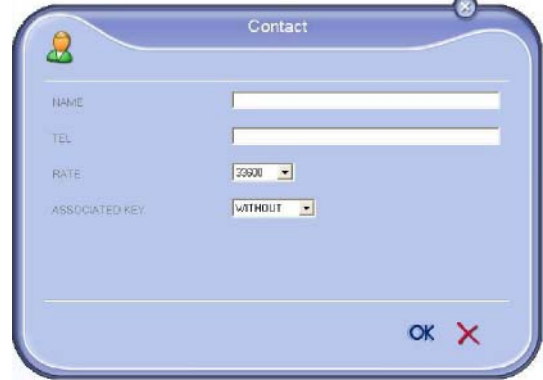 Contact
NAME
TEL
RATE 33600
ASSOCIATED KEY WITHOUT
OK